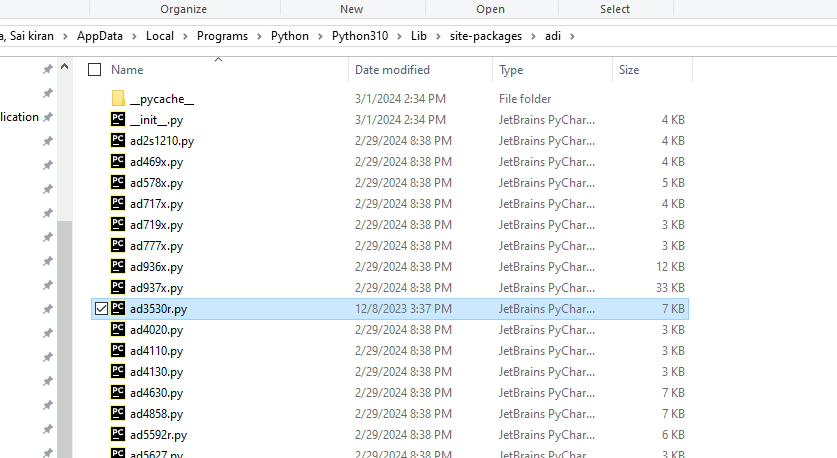 Organize New Open Select
a, Sai kiran > AppData > Local > Programs > Python > Python310 > Lib > site-packages > adi >
Name Date modified Type Size
__pycache__ 3/1/2024 2:34 PM File folder
lication __init__.py 3/1/2024 2:34 PM JetBrains PyChar... 4 KB
ad2s1210.py 2/29/2024 8:38 PM JetBrains PyChar... 4 KB
ad469x.py 2/29/2024 8:38 PM JetBrains PyChar... 4 KB
ad578x.py 2/29/2024 8:38 PM JetBrains PyChar... 5 KB
ad717x.py 2/29/2024 8:38 PM JetBrains PyChar... 4 KB
ad719x.py 2/29/2024 8:38 PM JetBrains PyChar... 3 KB
ad777x.py 2/29/2024 8:38 PM JetBrains PyChar... 3 KB
ad936x.py 2/29/2024 8:38 PM JetBrains PyChar... 12 KB
ad937x.py 2/29/2024 8:38 PM JetBrains PyChar... 33 KB
ad3530r.py 12/8/2023 3:37 PM JetBrains PyChar... 7 KB
ad4020.py 2/29/2024 8:38 PM JetBrains PyChar... 3 KB
ad4110.py 2/29/2024 8:38 PM JetBrains PyChar... 3 KB
ad4130.py 2/29/2024 8:38 PM JetBrains PyChar... 3 KB
ad4630.py 2/29/2024 8:38 PM JetBrains PyChar... 7 KB
ad4858.py 2/29/2024 8:38 PM JetBrains PyChar... 7 KB
ad5592r.py 2/29/2024 8:38 PM JetBrains PyChar... 6 KB
ad5627.py 2/29/2024 8:38 PM JetBrains PyChar... 3 KB